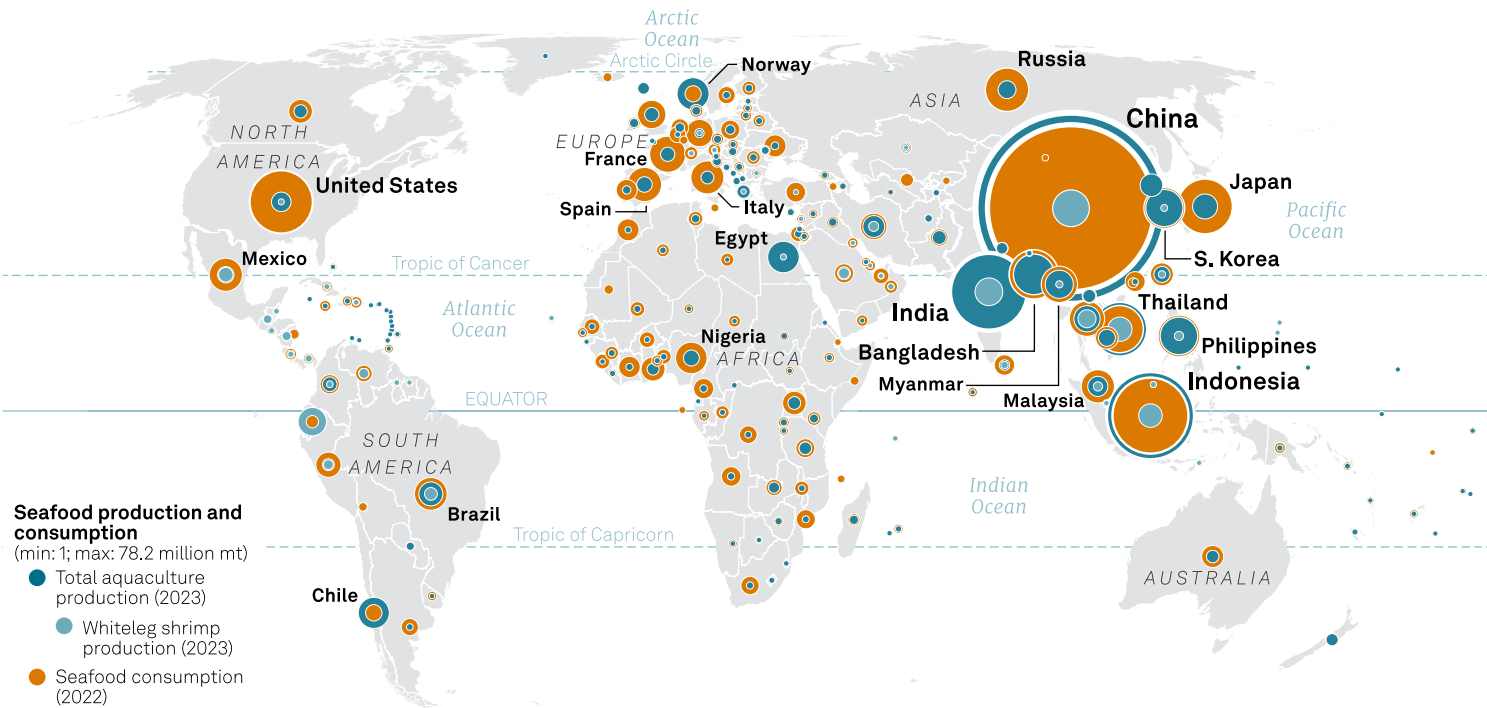 Arctic
Ocean
Arctic Circle
Norway
Russia
ASIA
China
NORTH
AMERICA
EUROPE
France
United States
Spain
Italy
Japan
Pacific
Ocean
Egypt
S. Korea
Mexico
Tropic of Cancer
Atlantic
Ocean
India
Thailand
Nigeria
AFRICA
Bangladesh
Philippines
Myanmar
Malaysia
Indonesia
EQUATOR
SOUTH
AMERICA
Indian
Ocean
Brazil
Tropic of Capricorn
AUSTRALIA
Chile
Seafood production and
consumption
(min: 1; max: 78.2 million mt)
Total aquaculture
production (2023)
Whiteleg shrimp
production (2023)
Seafood consumption
(2022)